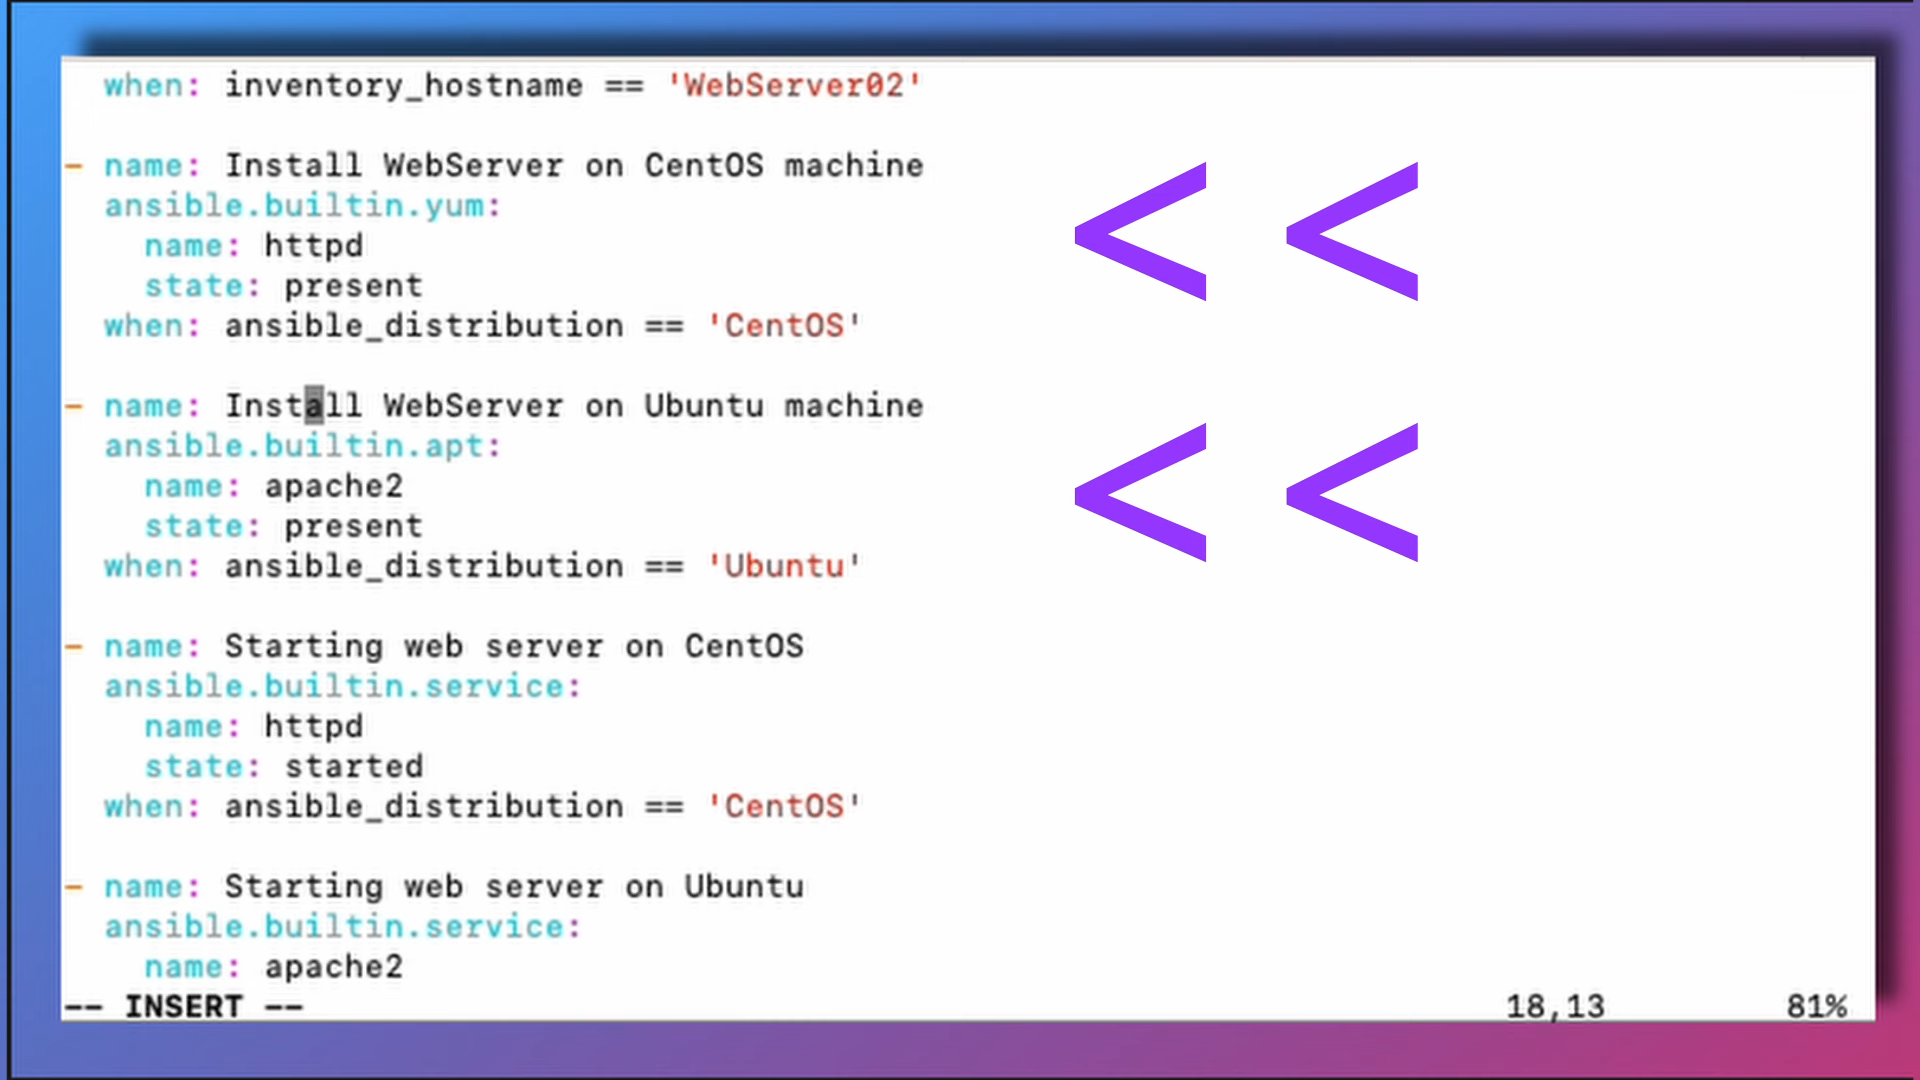 when: inventory_hostname == 'WebServer02'
- name: Install WebServer on CentOS machine
ansible.builtin.yum:
name: httpd
state: present
when: ansible_distribution == 'CentOS'
- name: Install WebServer on Ubuntu machine
ansible.builtin.apt:
name: apache2
state: present
when: ansible_distribution == 'Ubuntu'
- name: Starting web server on CentOS
ansible.builtin.service:
name: httpd
state: started
when: ansible_distribution == 'CentOS'
- name: Starting web server on Ubuntu
ansible.builtin.service:
name: apache2
-- INSERT -- 18,13 81%
< <
< <